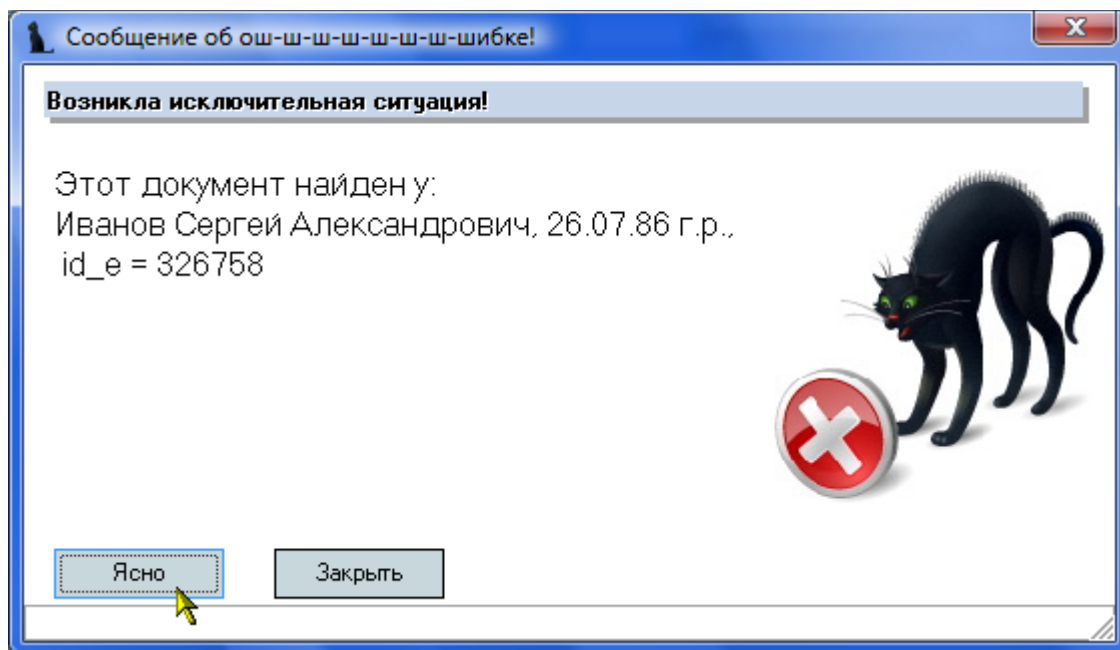 Сообщение об ош-ш-ш-ш-ш-ш-шибке!
Возникла исключительная ситуация!
Этот документ найден у:
Иванов Сергей Александрович, 26.07.86 г.р.,
id_e = 326758
Ясно
Закрыть